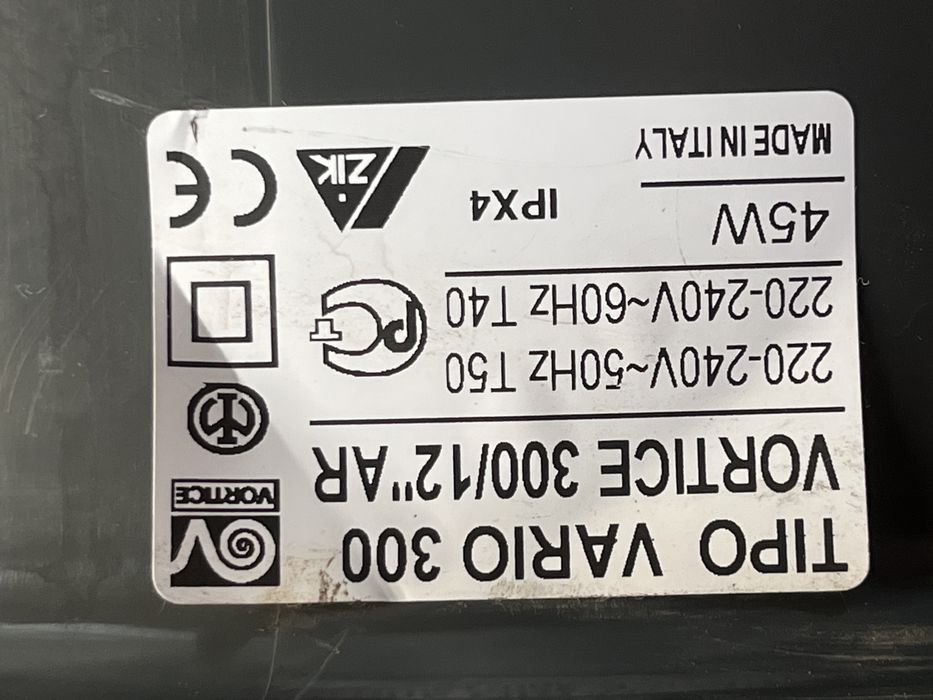 TIPO VARIO 300
VORTICE 300/12" AR
220-240V~50Hz T50
220-240V~60Hz T40
45W
IPX4
MADE IN ITALY
VORTICE
ZIK
CE